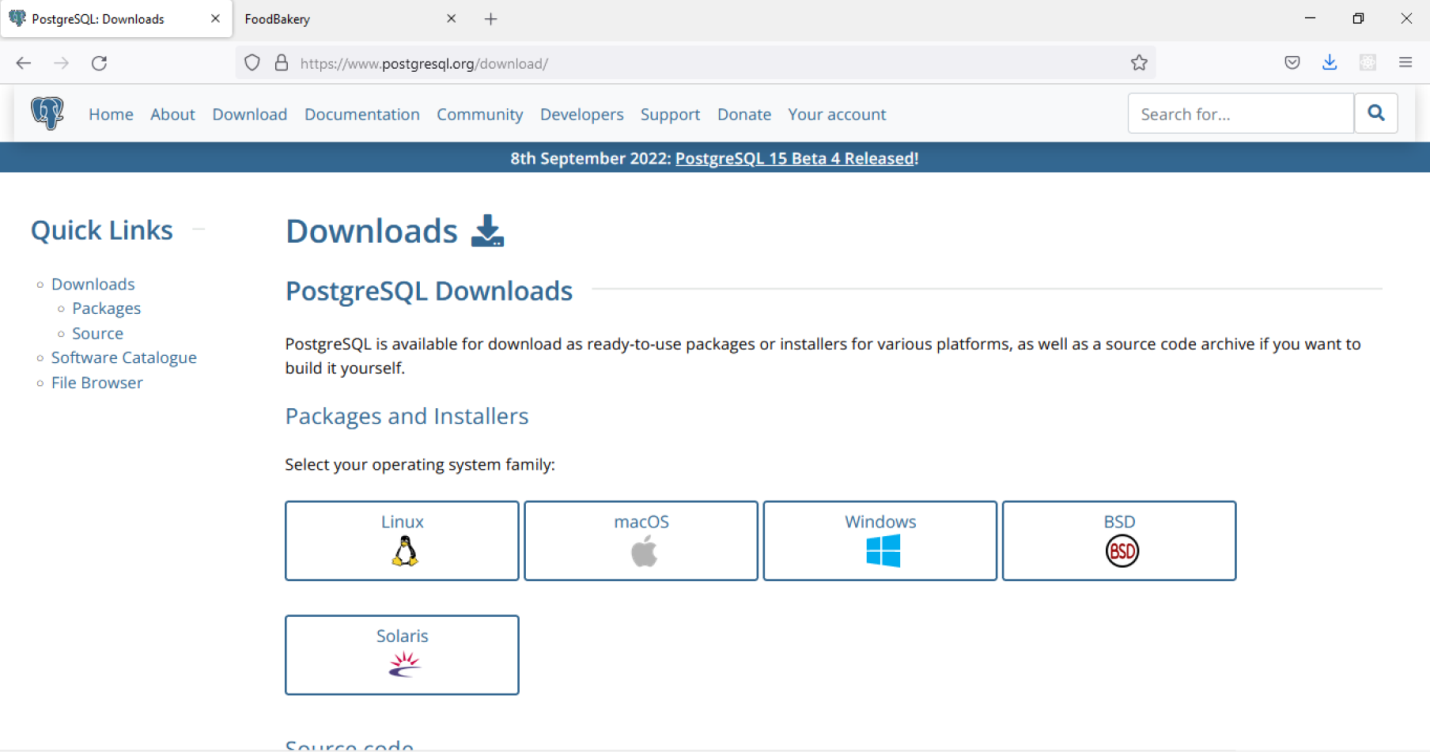 PostgreSQL: Downloads
FoodBakery
https://www.postgresql.org/download/
Home About Download Documentation Community Developers Support Donate Your account
Search for...
8th September 2022: PostgreSQL 15 Beta 4 Released!
Quick Links
Downloads
Packages
Source
Software Catalogue
File Browser
Downloads
PostgreSQL Downloads
PostgreSQL is available for download as ready-to-use packages or installers for various platforms, as well as a source code archive if you want to
build it yourself.
Packages and Installers
Select your operating system family:
Linux
macOS
Windows
BSD
BSD
Solaris
Source code